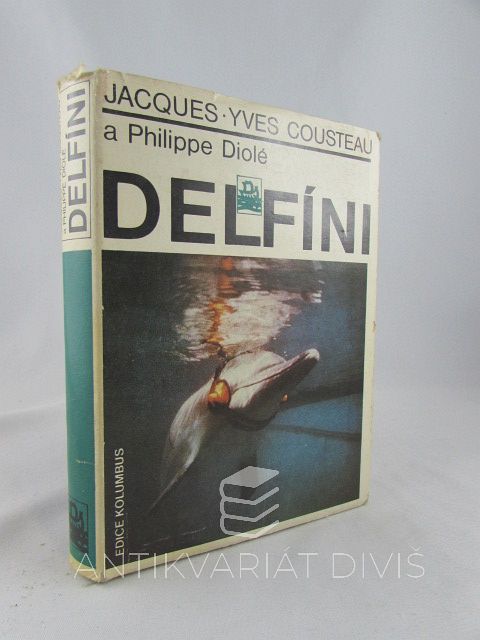 JACQUES-YVES COUSTEAU
a Philippe Diolé
DELFÍNI
EDICE KOLUMBUS
a PHILIPPE DIOLÉ
DELFÍNI
ANTIKVARIÁT DIVIŠ